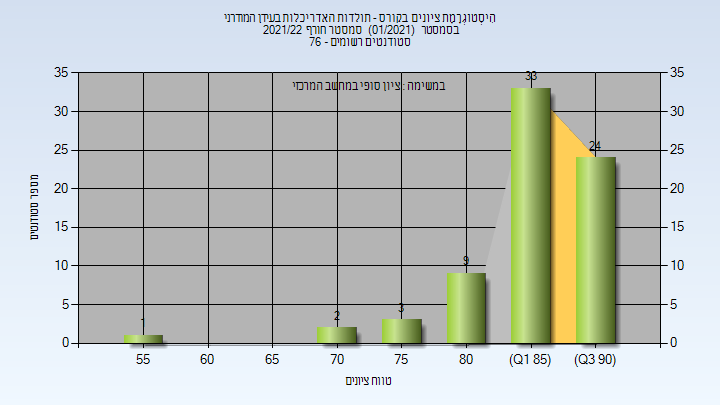 הִיסְטוגְרָמַת ציונים בקורס - תולדות האדריכלות בעידן המודרני
בסמסטר (01/2021) סמסטר חורף 2021/22
סטודנטים רשומים - 76
במשימה : ציון סופי במחשב המרכזי
מספר סטודנטים
35 35
30 30
25 25
20 20
15 15
10 10
5 5
0 0
1 2 3 9 33 24
55 60 65 70 75 80 (Q1 85) (Q3 90)
טווח ציונים